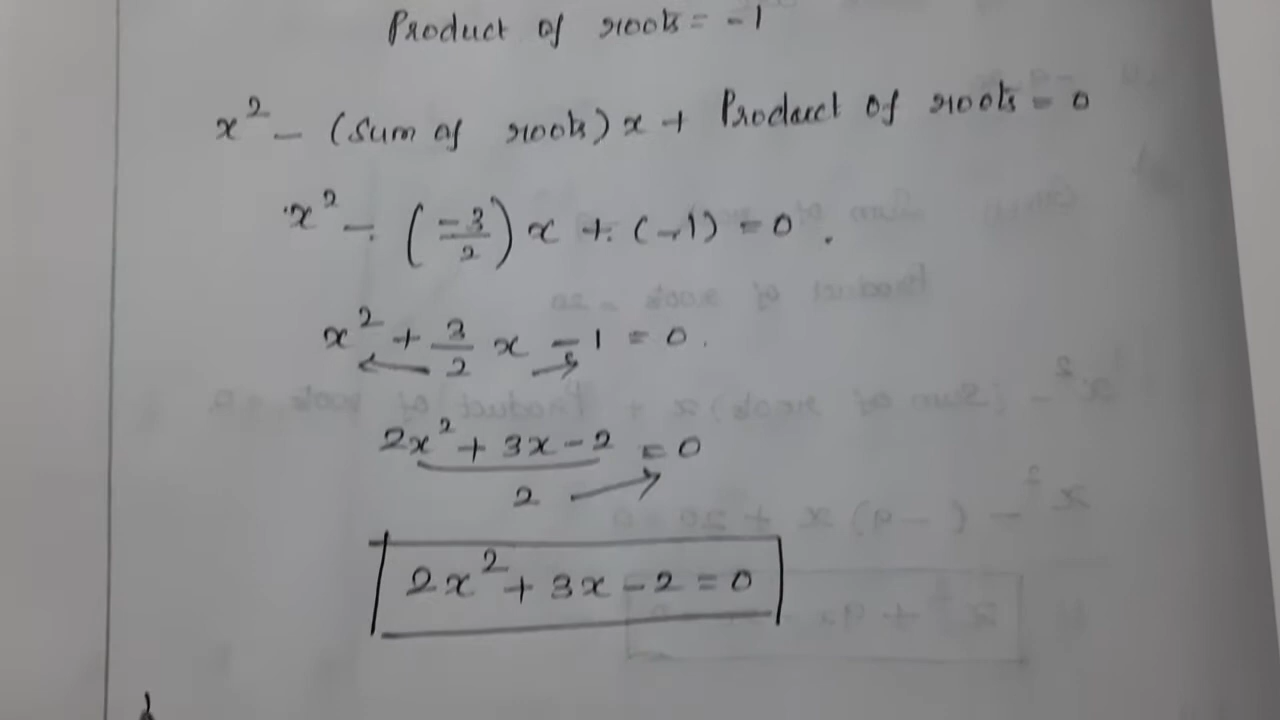 Product of roots = -1
x² - (Sum of roots) x + Product of roots = 0
x² - (-3/2) x + (-1) = 0.
x² + 3/2 x - 1 = 0.
2x² + 3x - 2 = 0
2
2x² + 3x - 2 = 0